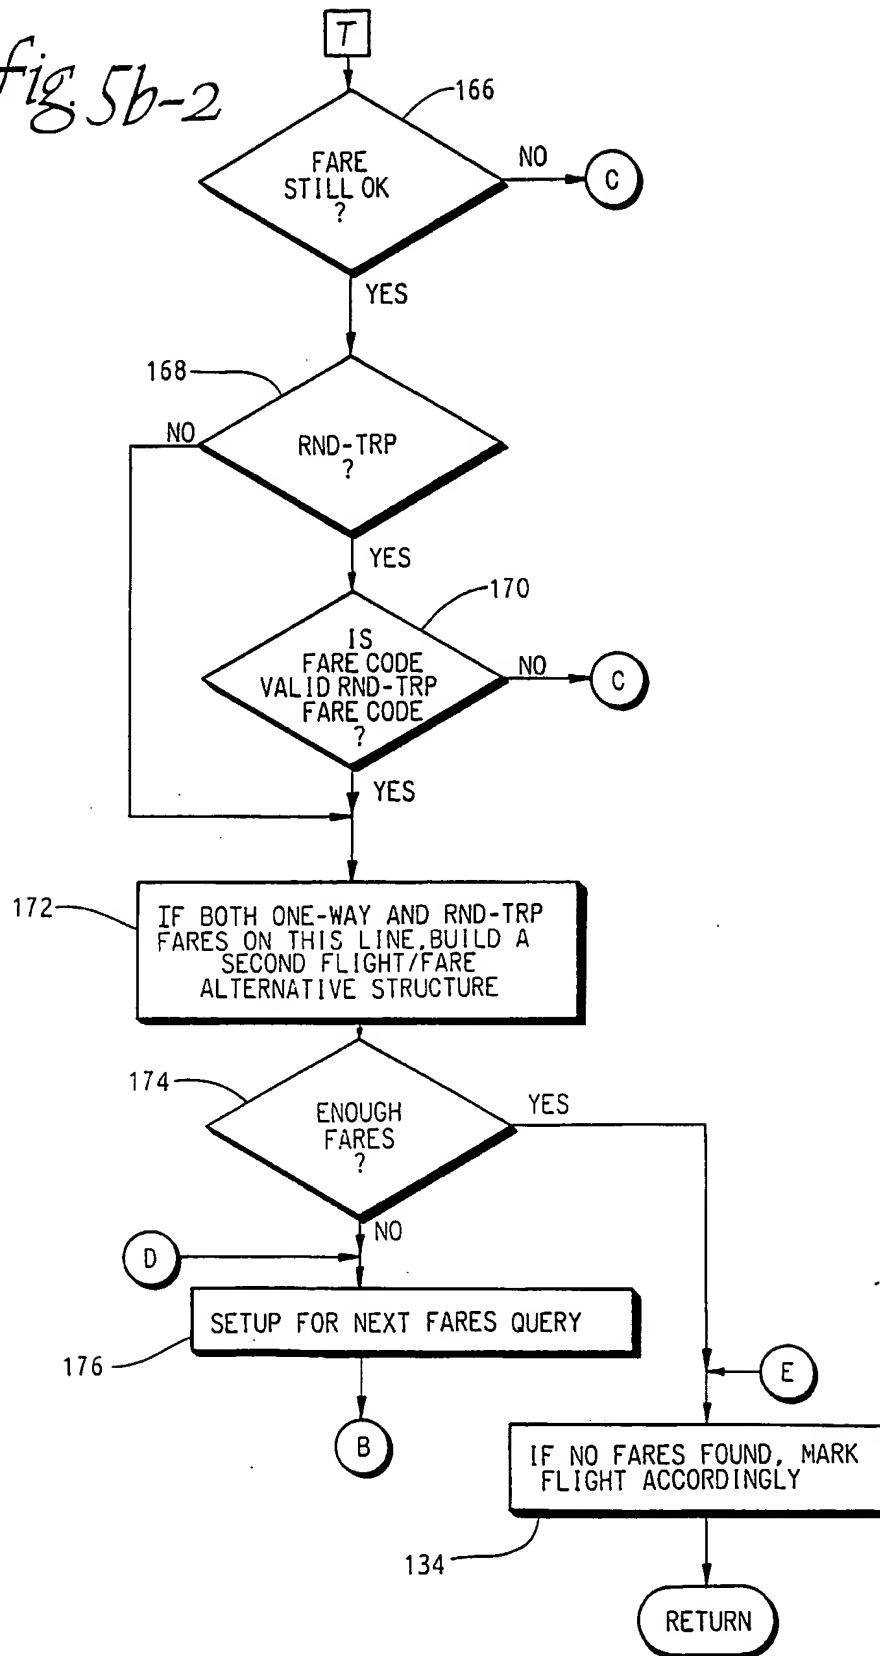 fig. 5b-2
T
166
FARE
STILL OK
?
NO
C
YES
168
NO
RND-TRP
?
YES
170
IS
FARE CODE
VALID RND-TRP
FARE CODE
?
NO
C
YES
172
IF BOTH ONE-WAY AND RND-TRP
FARES ON THIS LINE, BUILD A
SECOND FLIGHT/FARE
ALTERNATIVE STRUCTURE
174
ENOUGH
FARES
?
YES
NO
D
SETUP FOR NEXT FARES QUERY
176
E
B
IF NO FARES FOUND, MARK
FLIGHT ACCORDINGLY
134
RETURN